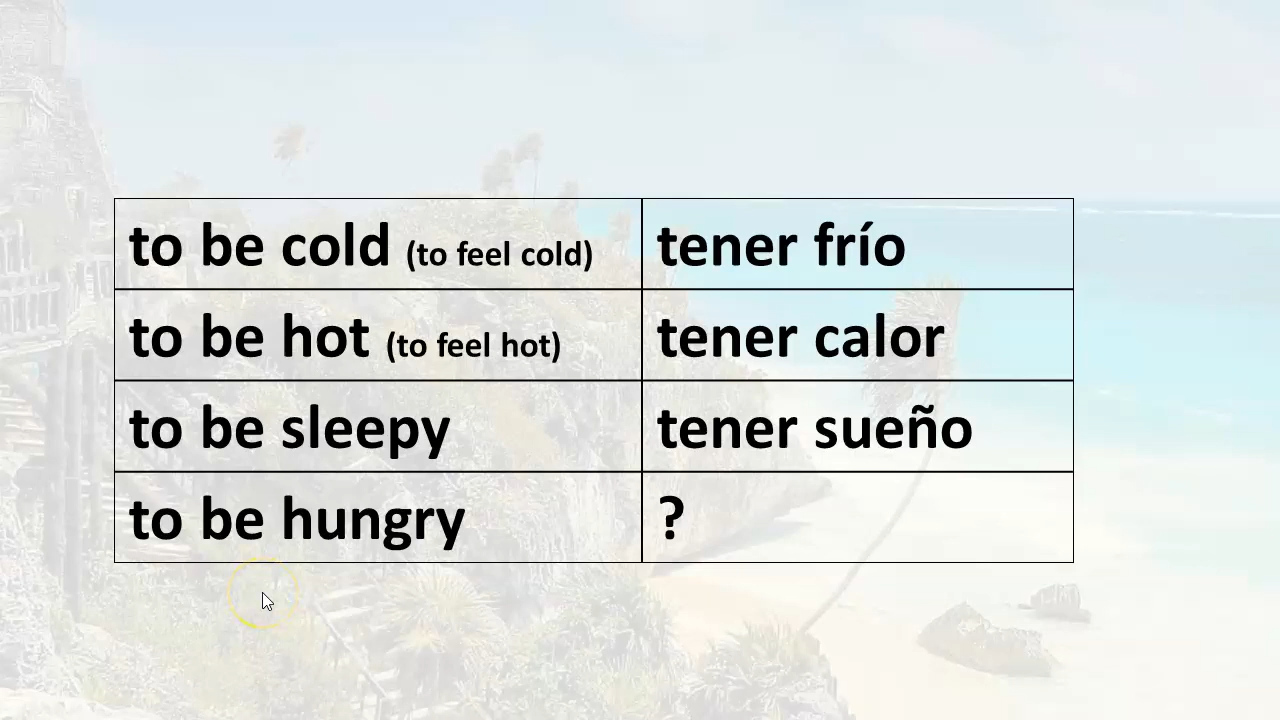 to be cold (to feel cold) tener frío
to be hot (to feel hot) tener calor
to be sleepy tener sueño
to be hungry ?